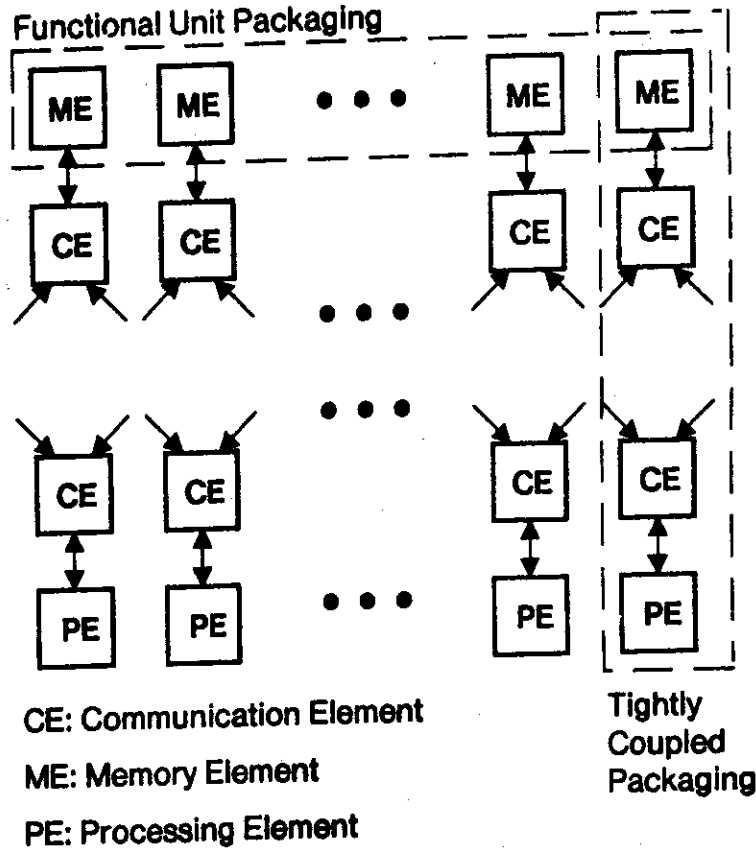 Functional Unit Packaging
ME ME ME ME
CE CE CE CE
CE CE CE CE
PE PE PE PE
CE: Communication Element
ME: Memory Element
PE: Processing Element
Tightly
Coupled
Packaging